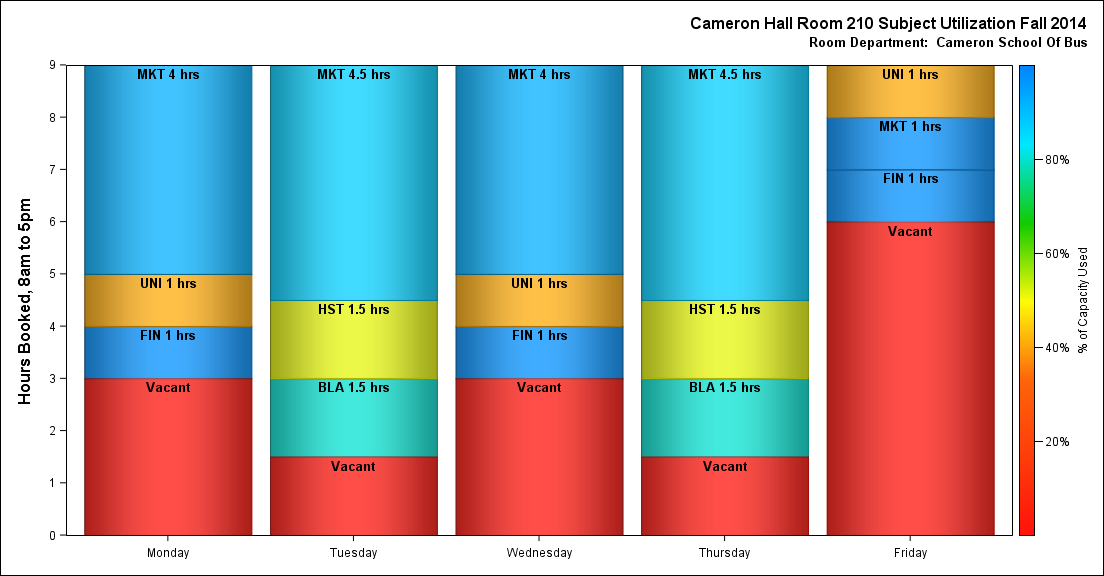 Cameron Hall Room 210 Subject Utilization Fall 2014
Room Department:  Cameron School Of Bus
Hours Booked, 8am to 5pm
9
8
7
6
5
4
3
2
1
0
MKT 4 hrs
UNI 1 hrs
FIN 1 hrs
Vacant
MKT 4.5 hrs
HST 1.5 hrs
BLA 1.5 hrs
Vacant
MKT 4 hrs
UNI 1 hrs
FIN 1 hrs
Vacant
MKT 4.5 hrs
HST 1.5 hrs
BLA 1.5 hrs
Vacant
UNI 1 hrs
MKT 1 hrs
FIN 1 hrs
Vacant
Monday
Tuesday
Wednesday
Thursday
Friday
80%
60%
40%
20%
% of Capacity Used